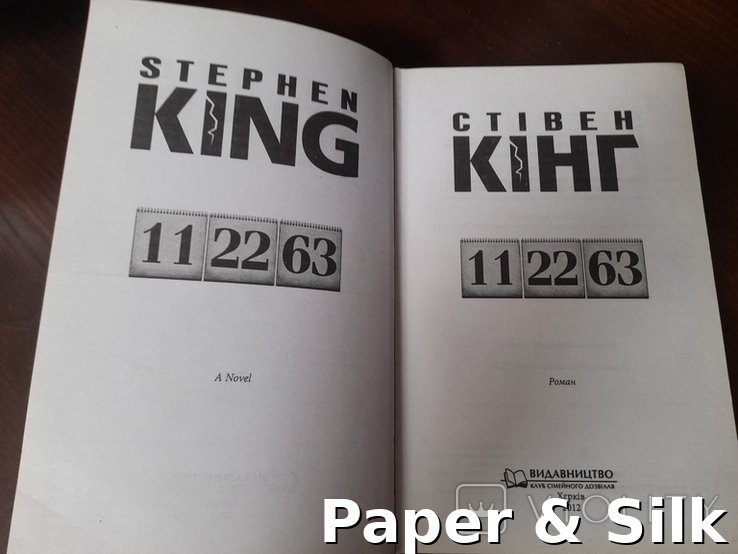 STEPHEN
KING
11 22 63
A Novel
СТІВЕН
КІНГ
11 22 63
Роман
ВИДАВНИЦТВО
КЛУБ СІМЕЙНОГО ДОЗВІЛЛЯ
Харків
2012
Paper & Silk